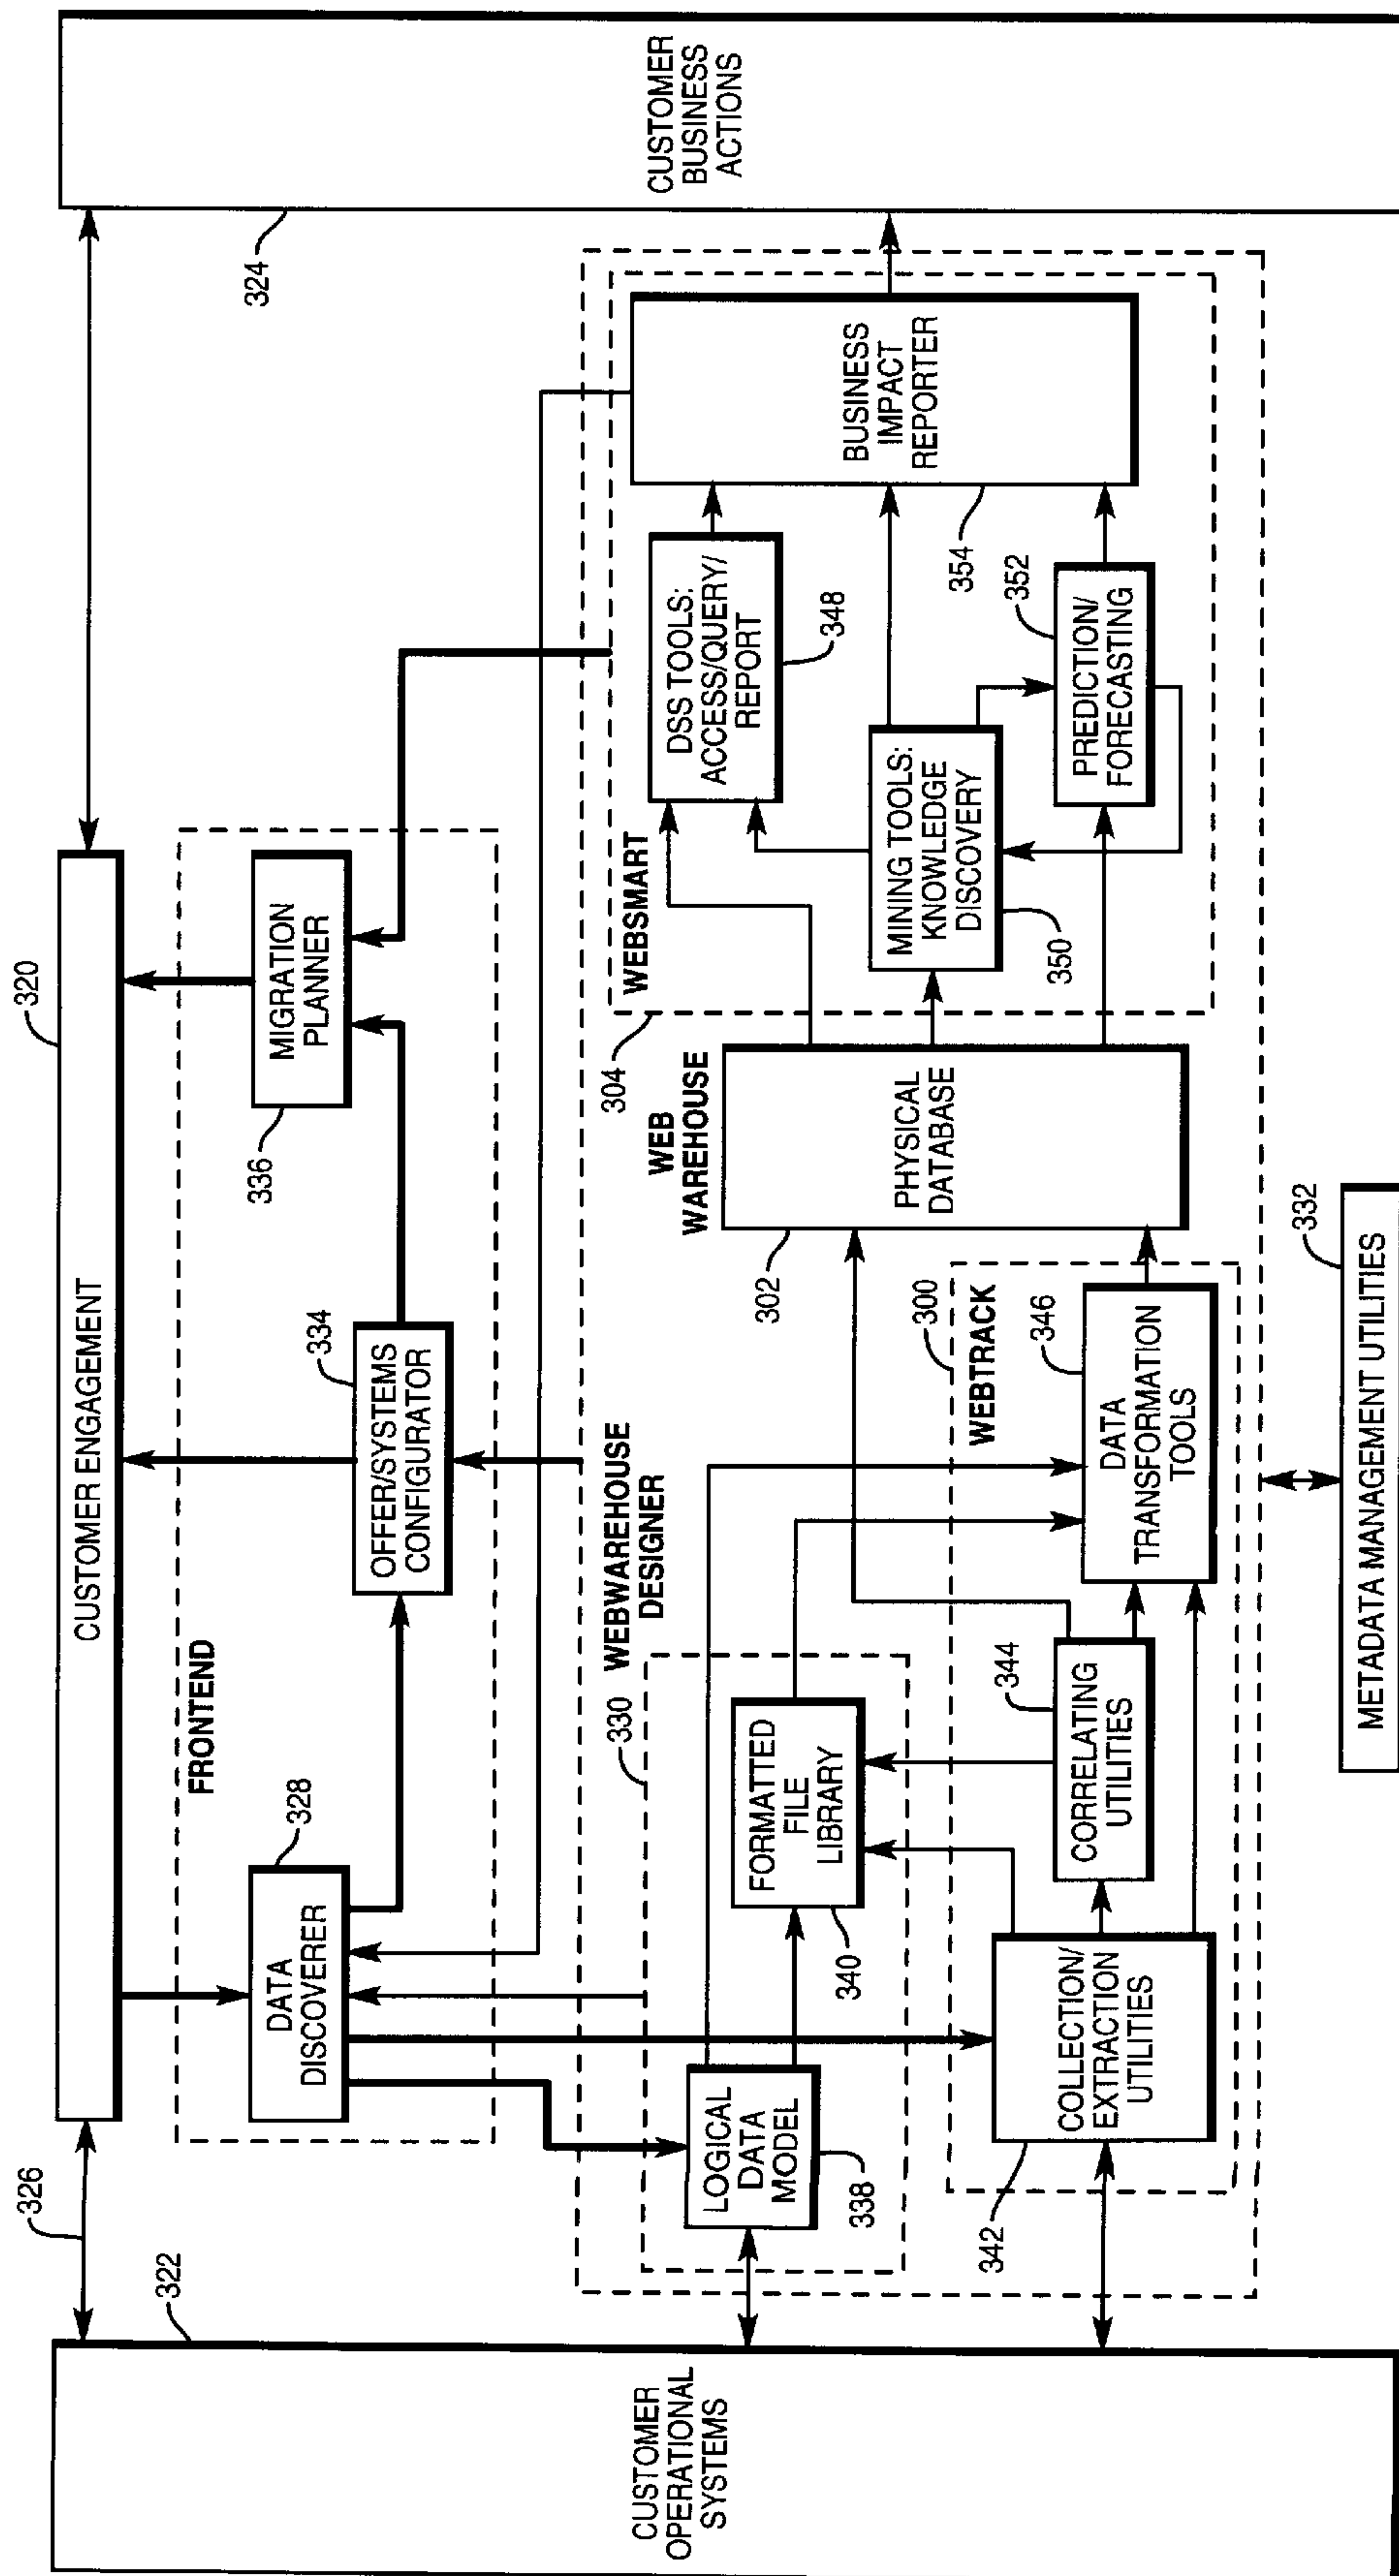 326
320
CUSTOMER ENGAGEMENT
322
CUSTOMER
OPERATIONAL
SYSTEMS
324
CUSTOMER
BUSINESS
ACTIONS
FRONTEND
328
DATA
DISCOVERER
334
OFFER/SYSTEMS
CONFIGURATOR
336
MIGRATION
PLANNER
330
WEBWAREHOUSE
DESIGNER
LOGICAL
DATA
MODEL
338
FORMATTED
FILE
LIBRARY
340
300
WEBTRACK
342
COLLECTION/
EXTRACTION
UTILITIES
344
CORRELATING
UTILITIES
346
DATA
TRANSFORMATION
TOOLS
WEB
WAREHOUSE
302
PHYSICAL
DATABASE
304
WEBSMART
DSS TOOLS:
ACCESS/QUERY/
REPORT
348
MINING TOOLS:
KNOWLEDGE
DISCOVERY
350
352
PREDICTION/
FORECASTING
354
BUSINESS
IMPACT
REPORTER
332
METADATA MANAGEMENT UTILITIES